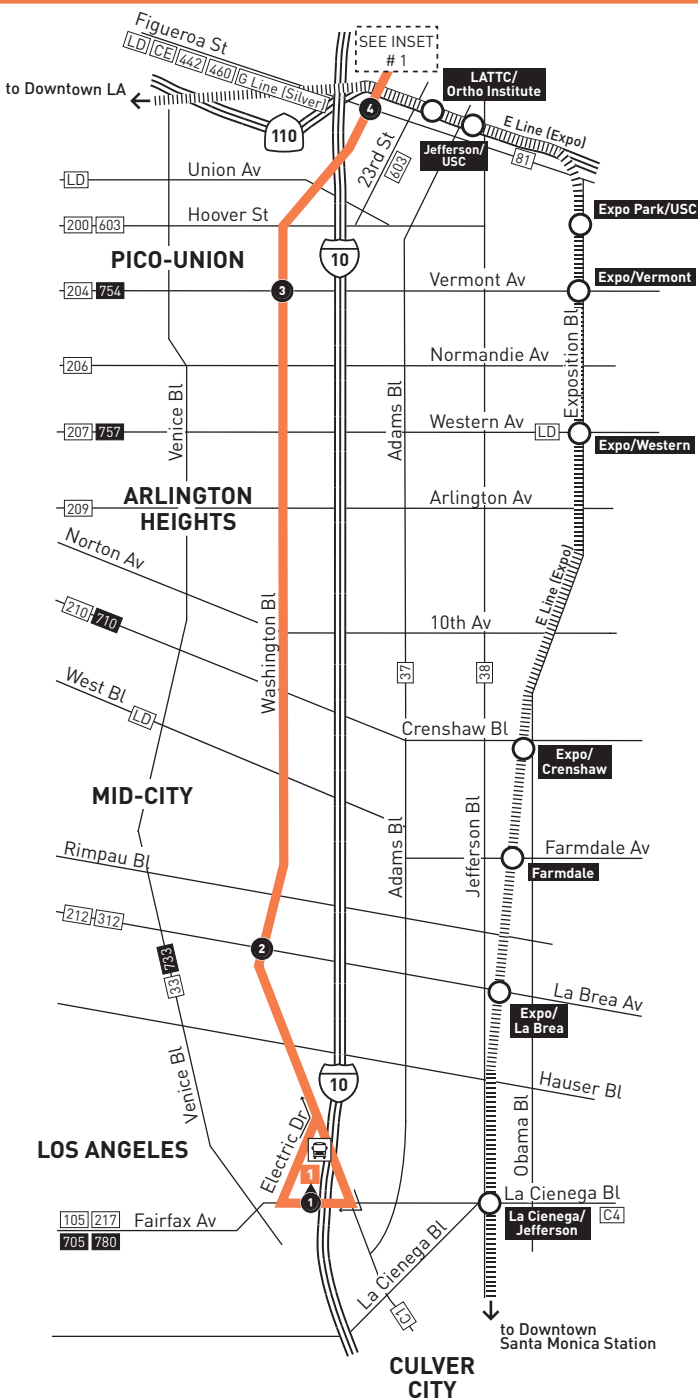 Figueroa St
LD CE 442 460 G Line (Silver)
SEE INSET
# 1
to Downtown LA
110
4
LATTC/
Ortho Institute
E Line (Expo)
Jefferson/
USC
81
23rd St
603
LD
Union Av
200 603
Hoover St
Expo Park/USC
PICO-UNION
10
204 754
3
Vermont Av
Expo/Vermont
206
Normandie Av
Exposition Bl
Venice Bl
Adams Bl
207 757
Western Av
LD
Expo/Western
ARLINGTON
HEIGHTS
209
Arlington Av
Norton Av
E Line (Expo)
210 710
Washington Bl
10th Av
37
38
West Bl
LD
Crenshaw Bl
Expo/
Crenshaw
MID-CITY
Adams Bl
Jefferson Bl
Rimpau Bl
Farmdale Av
Farmdale
212 312
2
33 733
La Brea Av
Expo/
La Brea
10
Hauser Bl
Venice Bl
Electric Dr
Obama Bl
LOS ANGELES
1
1
105 217
705 780
Fairfax Av
La Cienega Bl
La Cienega/
Jefferson
C4
La Cienega Bl
C1
to Downtown
Santa Monica Station
CULVER
CITY